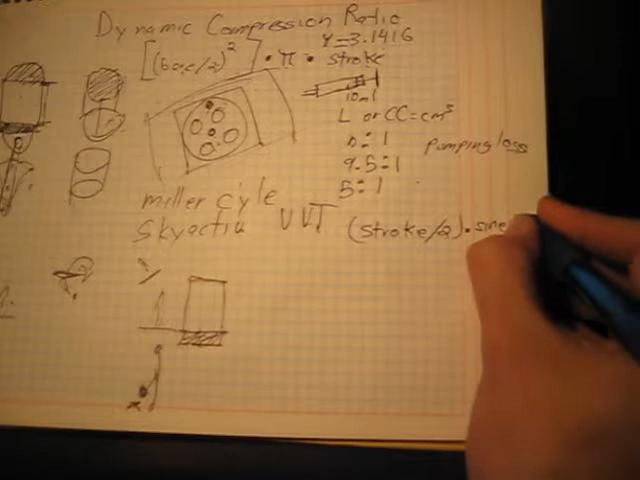 Dynamic Compression Ratio
[(bore/2)²] · π · stroke
Y=3.1416
10ml
L or CC=cm³
n:1
9.5:1
5:1
pumping loss
miller cycle
Skyactiv
VVT
(stroke/2)·sine